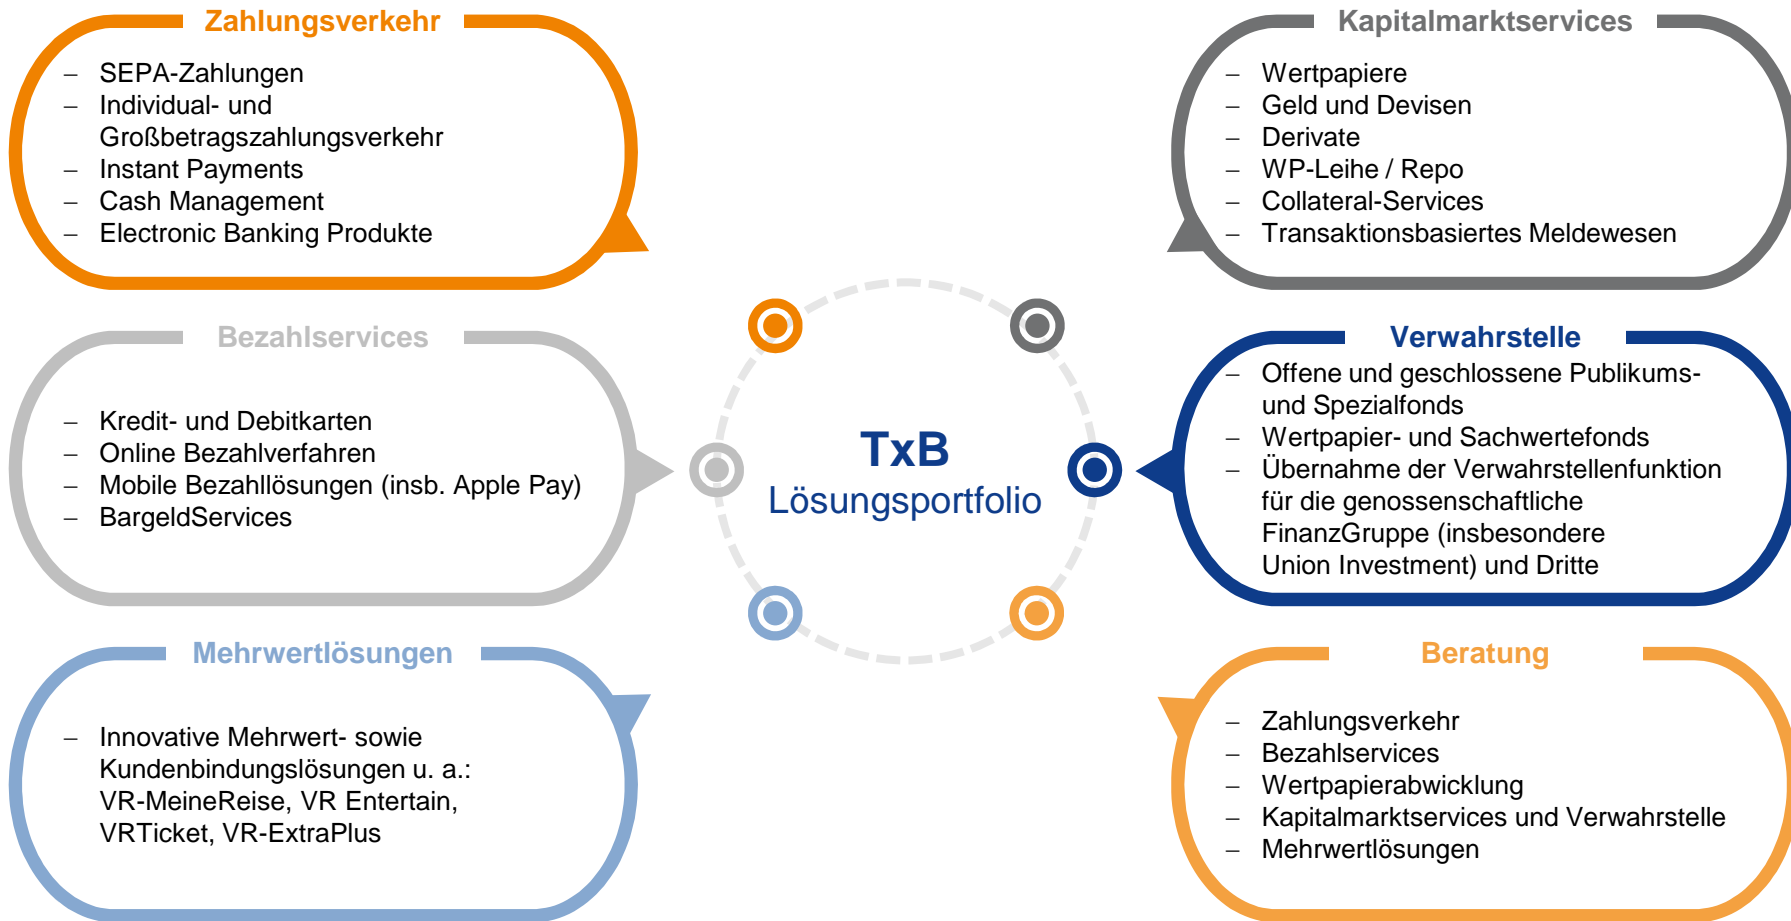 Zahlungsverkehr
– SEPA-Zahlungen
– Individual- und
Großbetragszahlungsverkehr
– Instant Payments
– Cash Management
– Electronic Banking Produkte
Bezahlservices
– Kredit- und Debitkarten
– Online Bezahlverfahren
– Mobile Bezahllösungen (insb. Apple Pay)
– BargeldServices
Mehrwertlösungen
– Innovative Mehrwert- sowie
Kundenbindungslösungen u. a.:
VR-MeineReise, VR Entertain,
VRTicket, VR-ExtraPlus
TxB
Lösungsportfolio
Kapitalmarktservices
– Wertpapiere
– Geld und Devisen
– Derivate
– WP-Leihe / Repo
– Collateral-Services
– Transaktionsbasiertes Meldewesen
Verwahrstelle
– Offene und geschlossene Publikums-
und Spezialfonds
– Wertpapier- und Sachwertefonds
– Übernahme der Verwahrstellenfunktion
für die genossenschaftliche
FinanzGruppe (insbesondere
Union Investment) und Dritte
Beratung
– Zahlungsverkehr
– Bezahlservices
– Wertpapierabwicklung
– Kapitalmarktservices und Verwahrstelle
– Mehrwertlösungen